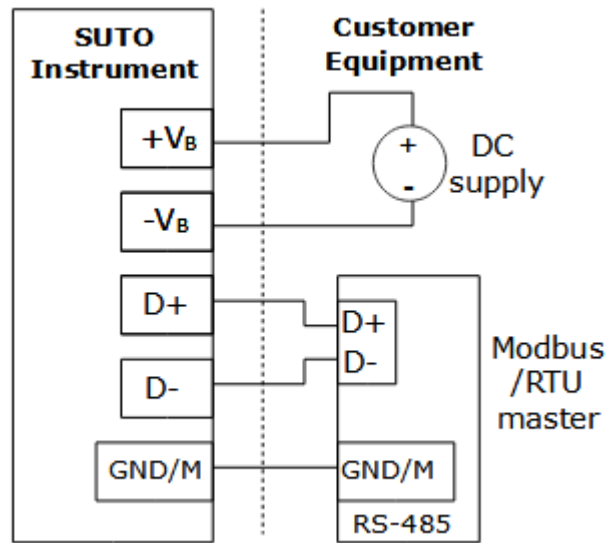 SUTO
Instrument
Customer
Equipment
+VB
-VB
D+
D-
GND/M
+
-
DC
supply
D+
D-
GND/M
RS-485
Modbus
/RTU
master